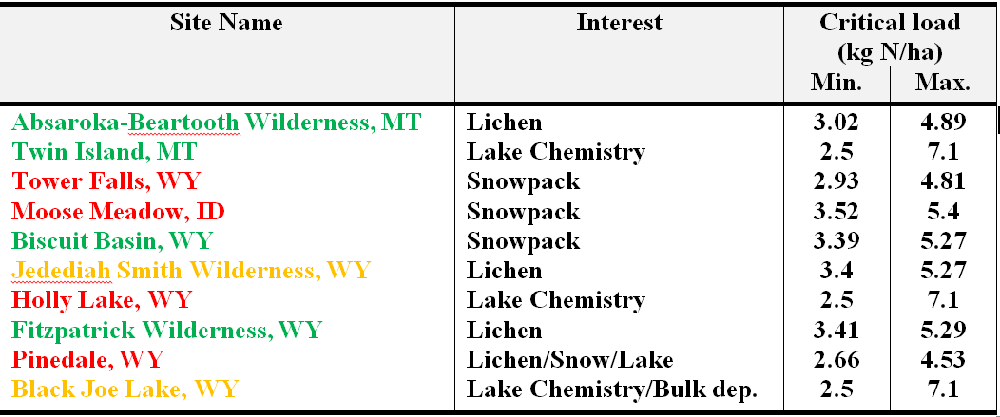 Site Name Interest Critical load
(kg N/ha)
Min. Max.
Absaroka-Beartooth Wilderness, MT Lichen 3.02 4.89
Twin Island, MT Lake Chemistry 2.5 7.1
Tower Falls, WY Snowpack 2.93 4.81
Moose Meadow, ID Snowpack 3.52 5.4
Biscuit Basin, WY Snowpack 3.39 5.27
Jedediah Smith Wilderness, WY Lichen 3.4 5.27
Holly Lake, WY Lake Chemistry 2.5 7.1
Fitzpatrick Wilderness, WY Lichen 3.41 5.29
Pinedale, WY Lichen/Snow/Lake 2.66 4.53
Black Joe Lake, WY Lake Chemistry/Bulk dep. 2.5 7.1